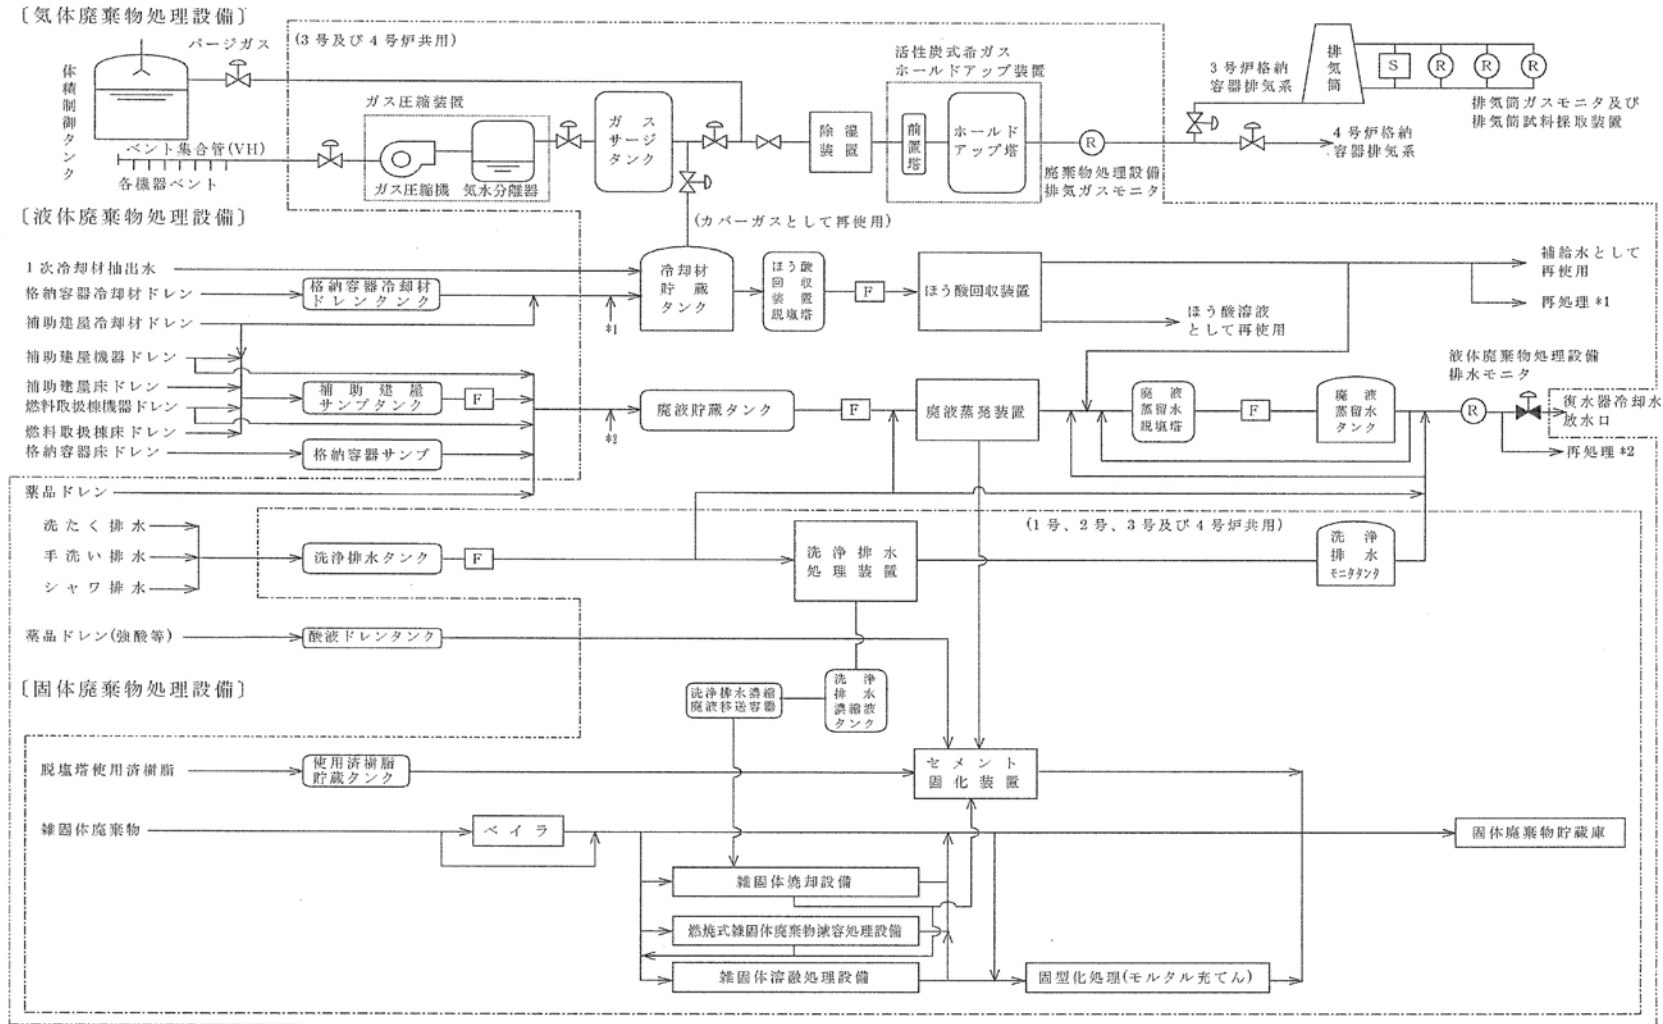 〔気体廃棄物処理設備〕
パージガス
(3号及び4号炉共用)
体積制御タンク
ガス圧縮装置
ガス
サージ
タンク
ベント集合管(VH)
各機器ベント
ガス圧縮機
気水分離器
除湿
装置
活性炭式希ガス
ホールドアップ装置
前置塔
ホールド
アップ塔
R
廃棄物処理設備
排気ガスモニタ
3号炉格納
容器排気系
排気筒
S
R
R
R
排気筒ガスモニタ及び
排気筒試料採取装置
4号炉格納
容器排気系
〔液体廃棄物処理設備〕
(カバーガスとして再使用)
1次冷却材抽出水
格納容器冷却材ドレン
格納容器冷却材
ドレンタンク
補助建屋冷却材ドレン
*1
冷却材
貯蔵
タンク
ほう酸
回収
装置
脱塩塔
F
ほう酸回収装置
補給水として
再使用
再処理*1
ほう酸溶液
として再使用
補助建屋機器ドレン
補助建屋床ドレン
燃料取扱棟機器ドレン
燃料取扱棟床ドレン
格納容器床ドレン
補助建屋
サンプタンク
F
格納容器サンプ
*2
廃液貯蔵タンク
F
廃液蒸発装置
廃液
蒸留水
脱塩塔
F
廃液
蒸留水
タンク
液体廃棄物処理設備
排水モニタ
R
復水器冷却水
放水口
再処理*2
薬品ドレン
洗たく排水
手洗い排水
シャワ排水
洗浄排水タンク
F
洗浄排水
処理装置
(1号、2号、3号及び4号炉共用)
洗浄
排水
モニタタンク
薬品ドレン(強酸等)
酸液ドレンタンク
〔固体廃棄物処理設備〕
洗浄排水濃縮
廃液移送容器
洗浄
排水
濃縮液
タンク
脱塩塔使用済樹脂
使用済樹脂
貯蔵タンク
セメント
固化装置
雑固体廃棄物
ベイラ
固体廃棄物貯蔵庫
雑固体焼却設備
燃焼式雑固体廃棄物減容処理設備
雑固体溶融処理設備
固型化処理(モルタル充てん)